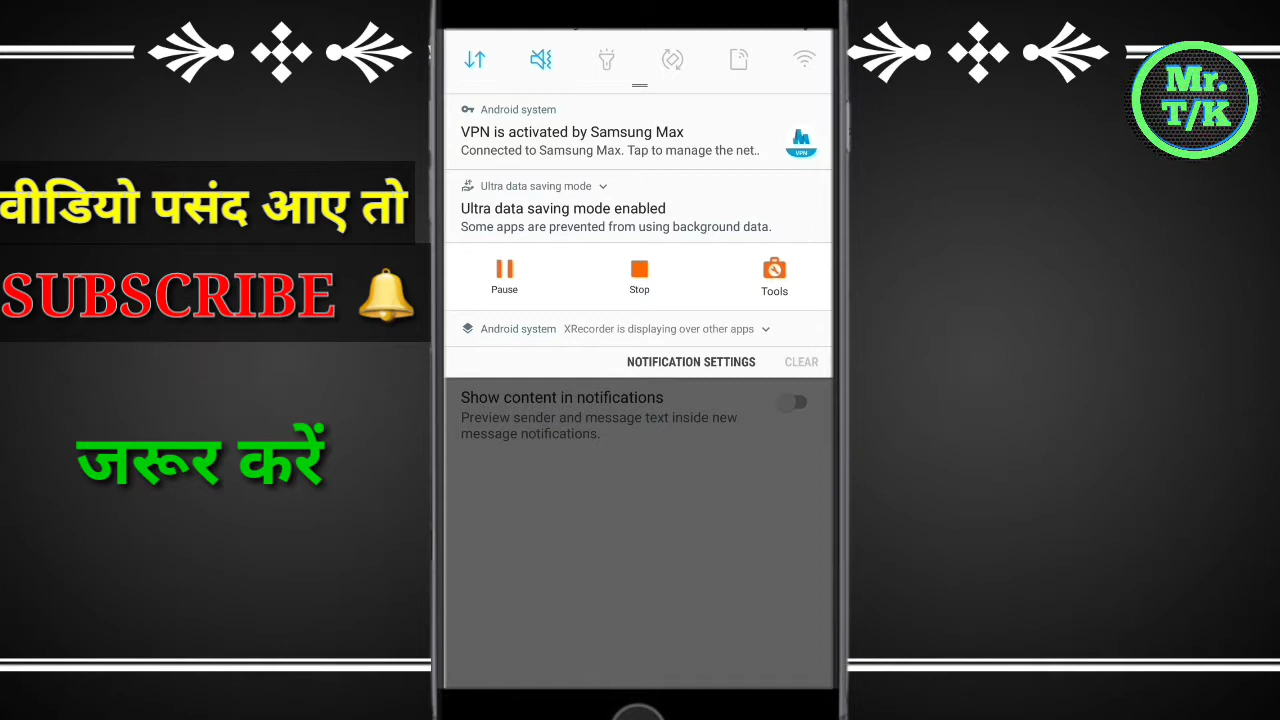 Mr.
T/K
वीडियो पसंद आए तो
SUBSCRIBE
जरूर करें
Android system
VPN is activated by Samsung Max
Connected to Samsung Max. Tap to manage the net..
VPN
Ultra data saving mode
Ultra data saving mode enabled
Some apps are prevented from using background data.
Pause
Stop
Tools
Android system XRecorder is displaying over other apps
NOTIFICATION SETTINGS CLEAR
Show content in notifications
Preview sender and message text inside new
message notifications.